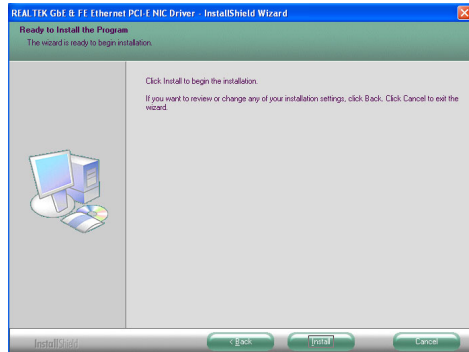 REALTEK GbE & FE Ethernet PCI-E NIC Driver - InstallShield Wizard
Ready to Install the Program
The wizard is ready to begin installation.
Click Install to begin the installation.
If you want to review or change any of your installation settings, click Back. Click Cancel to exit the
wizard.
InstallShield
< Back
Install
Cancel